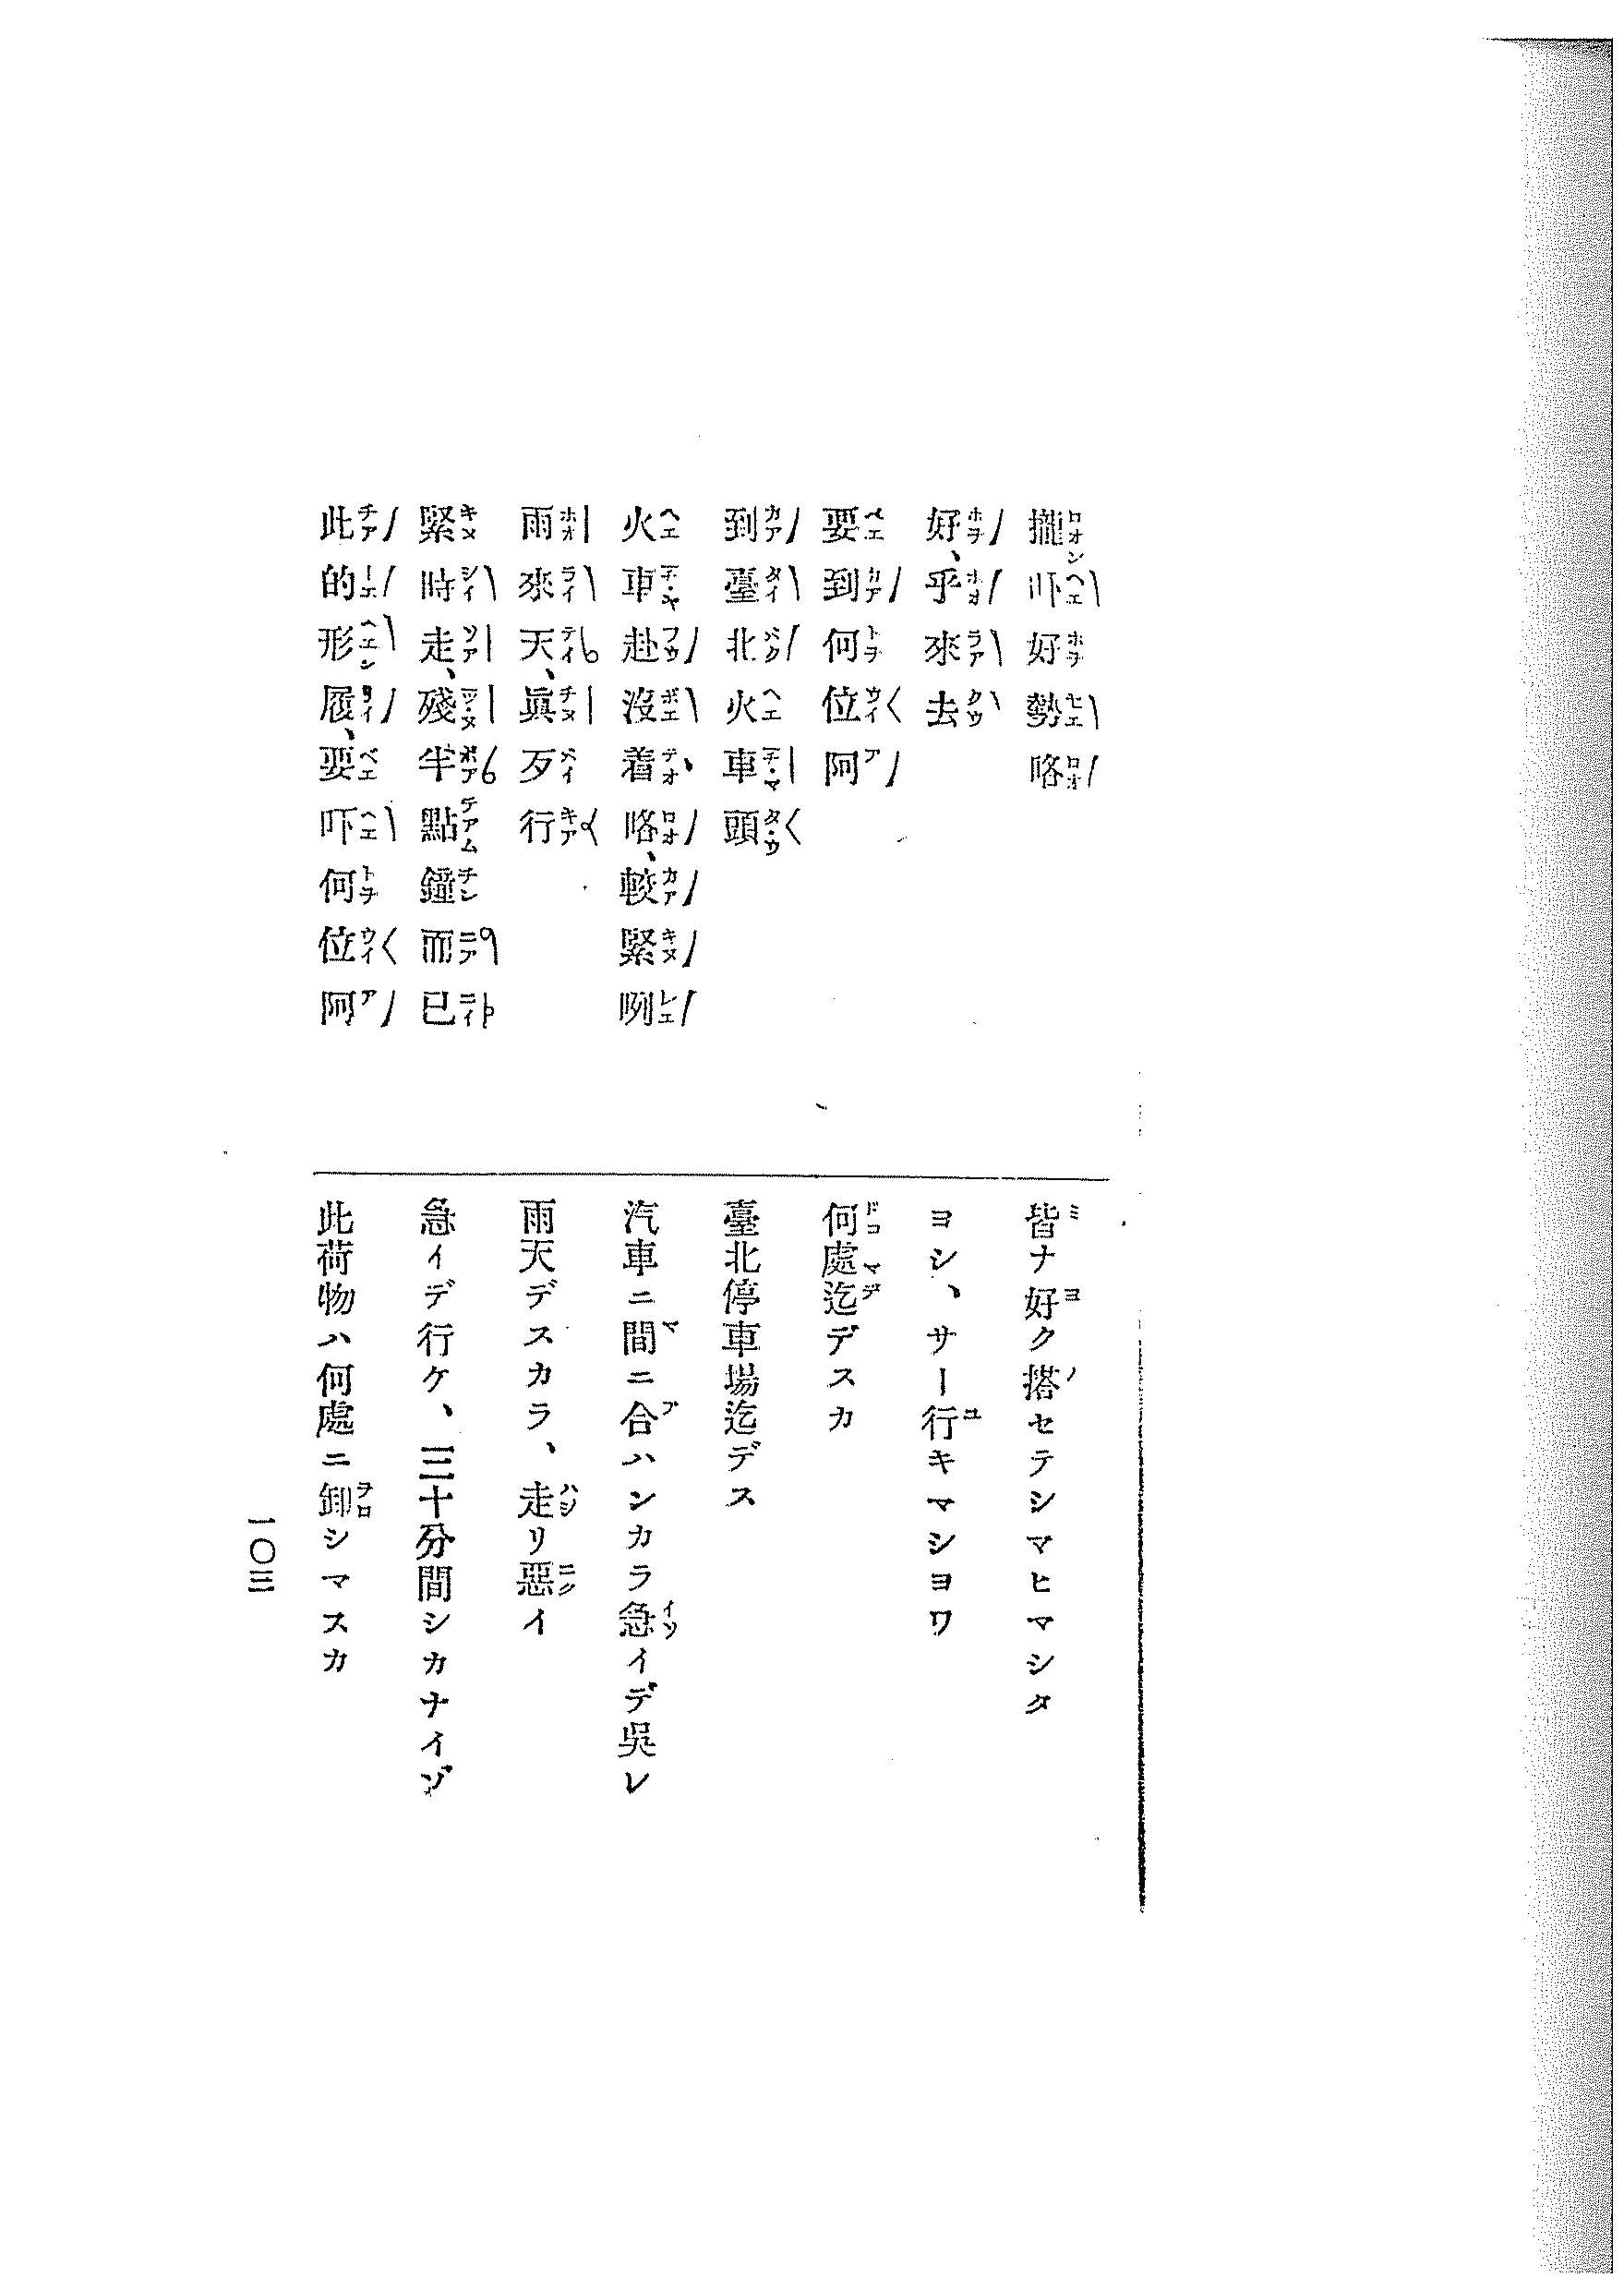 攏吓好勢咯
好、乎來去
要到何位阿
到臺北火車頭
火車赴沒着咯、較緊咧
雨來天、眞歹行
緊時走、殘半點鐘而已
此的形履、要吓何位阿
皆ナ好ク搭セテシマヒマシタ
ヨシ、サー行キマシヨワ
何處迄デスカ
臺北停車場迄デス
汽車ニ間ニ合ハンカラ急イデ吳レ
雨天デスカラ、走リ惡イ
急イデ行ケ、三十分間シカナイゾ
此荷物ハ何處ニ卸シマスカ
一〇三